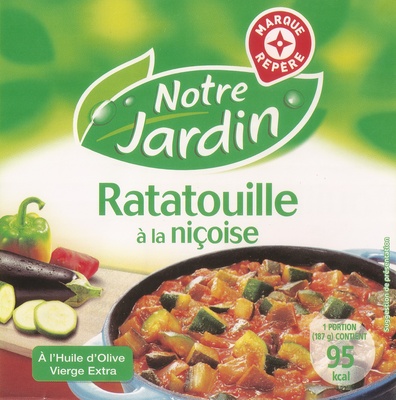 MARQUE
REPÈRE
Notre
Jardin
Ratatouille
à la niçoise
Suggestion de présentation
1 PORTION
(187 g) CONTIENT
95
kcal
À l'Huile d'Olive
Vierge Extra